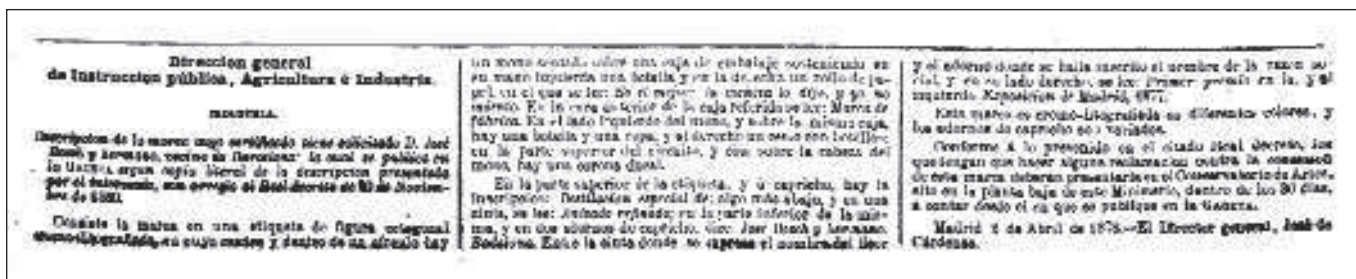 Direccion general
de Instruccion pública, Agricultura é Industria.
INDUSTRIA.
Inscripcion de la marca cuyo certificado tiene solicitado D. José
Bosch y hermano, vecino de Barcelona: la cual se publica en
la GACETA segun copia literal de la descripcion presentada
por el interesado, con arreglo al Real decreto de 20 de Noviem-
bre de 1850.
Consiste la marca en una etiqueta de figura octogonal
cromo-litografiada, en cuyo centro y dentro de un círculo hay
un mono sentado sobre una caja de embalaje sosteniendo en
su mano izquierda una botella y en la derecha un rollo de pa-
pel, en el que se lee: Es el mejor: la ciencia lo dijo, y yo no
miento. En la cara anterior de la caja referida se lee: Marca de
fábrica. En el lado izquierdo del mono, y sobre la misma caja,
hay una botella y una copa, y al derecho un cesto con botellas:
en la parte superior del círculo, y sobre la cabeza del
mono, hay una corona ducal.
En la parte superior de la etiqueta, y á capricho, hay la
inscripcion: Destilacion especial de; algo más abajo, y en una
cinta, se lee: Anisado refinado; en la parte inferior de la mis-
ma, y en dos adornos de capricho, dice: José Bosch y hermano.
Badalona. Entre la cinta donde se expresa el nombre del licor
y el adorno donde se halla inscrito el nombre de la razon so-
cial, y en su lado derecho, se lee: Primer premio en la, y al
izquierdo Exposicion de Madrid, 1877.
Esta marca es cromo-litografiada en diferentes colores, y
los adornos de capricho son variados.
Conforme á lo prevenido en el citado Real decreto, los
que tengan que hacer alguna reclamacion contra la concesion
de esta marca deberán presentarla en el Conservatorio de Artes,
sito en la planta baja de este Ministerio, dentro de los 30 dias,
á contar desde el en que se publique en la GACETA.
Madrid 2 de Abril de 1878.—El Director general, José de
Cárdenas.